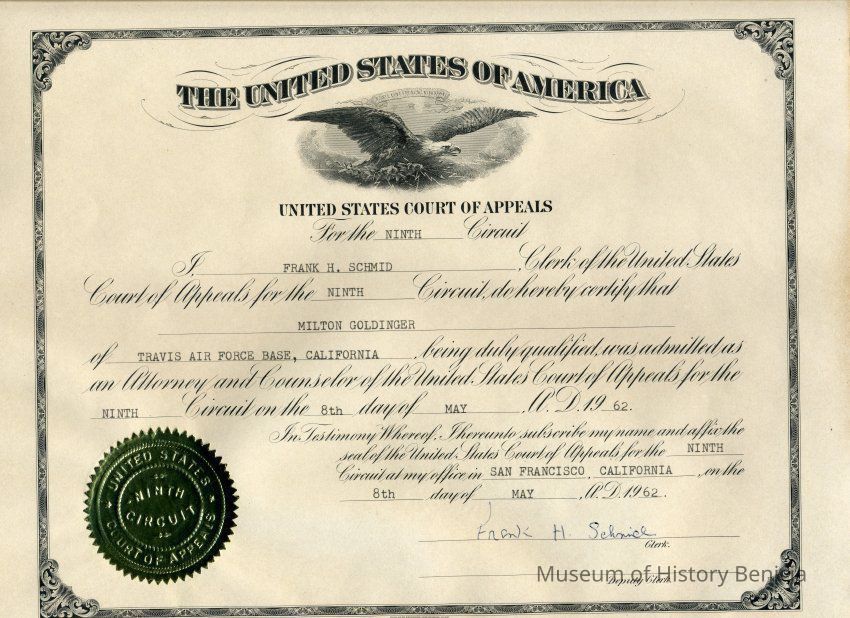 THE UNITED STATES OF AMERICA
UNITED STATES COURT OF APPEALS
For the NINTH Circuit
I, FRANK H. SCHMID, Clerk of the United States
Court of Appeals for the NINTH Circuit, do hereby certify that
MILTON GOLDINGER
of TRAVIS AIR FORCE BASE, CALIFORNIA, being duly qualified, was admitted as
an Attorney and Counselor of the United States Court of Appeals for the
NINTH Circuit on the 8th day of MAY, A.D. 1962.
In Testimony Whereof, I hereunto subscribe my name and affix the
seal of the United States Court of Appeals for the NINTH
Circuit at my office in SAN FRANCISCO, CALIFORNIA, on the
8th day of MAY, A.D. 1962.
Frank H. Schmid
Clerk.
Deputy Clerk.
UNITED STATES
NINTH
CIRCUIT
COURT OF APPEALS
Museum of History Benicia